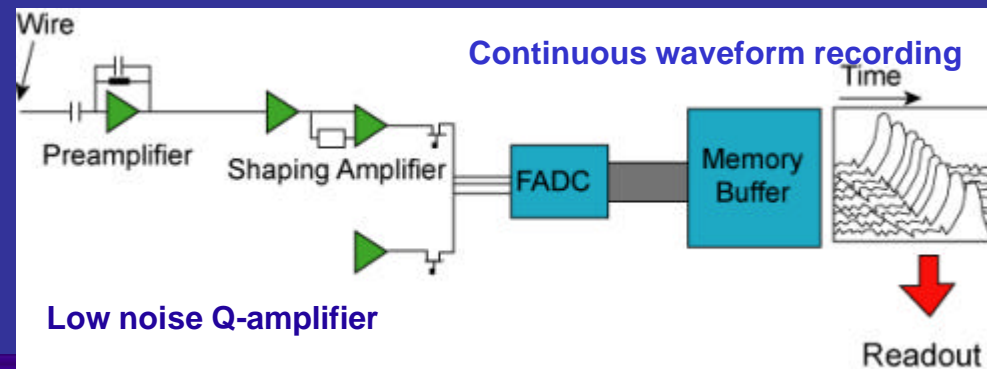 Wire
Continuous waveform recording
Time
Preamplifier
Shaping Amplifier
FADC
Memory
Buffer
Low noise Q-amplifier
Readout